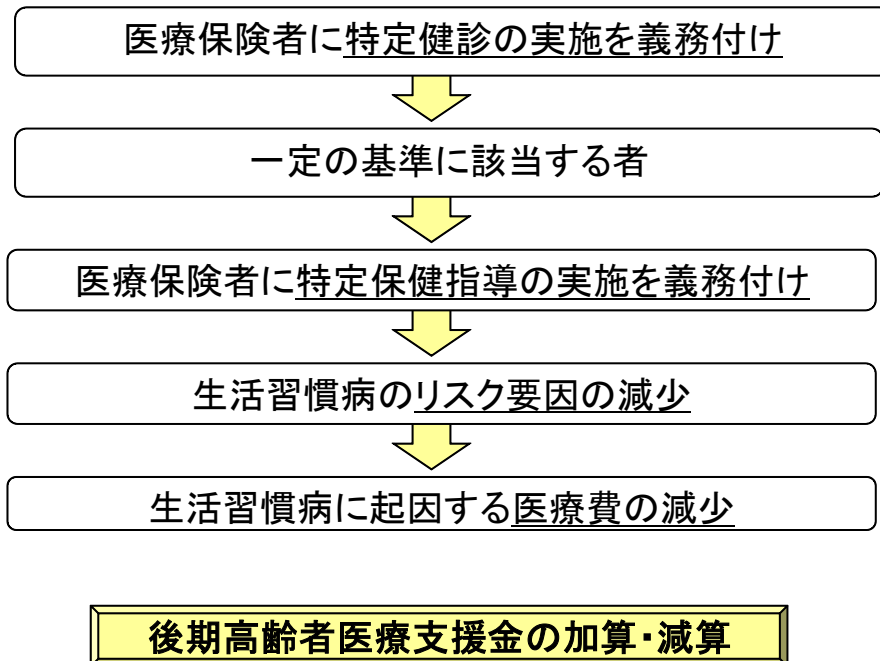 医療保険者に特定健診の実施を義務付け
一定の基準に該当する者
医療保険者に特定保健指導の実施を義務付け
生活習慣病のリスク要因の減少
生活習慣病に起因する医療費の減少
後期高齢者医療支援金の加算・減算